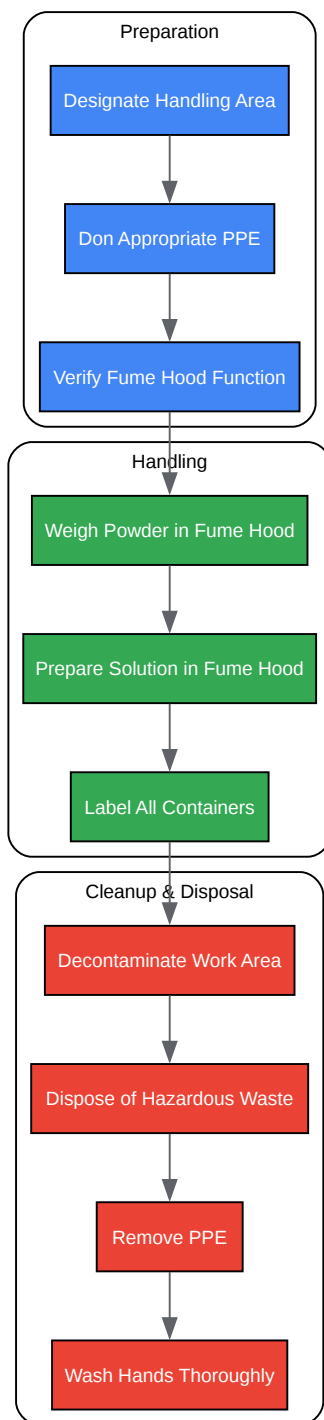 Preparation
Designate Handling Area
Don Appropriate PPE
Verify Fume Hood Function
Handling
Weigh Powder in Fume Hood
Prepare Solution in Fume Hood
Label All Containers
Cleanup & Disposal
Decontaminate Work Area
Dispose of Hazardous Waste
Remove PPE
Wash Hands Thoroughly